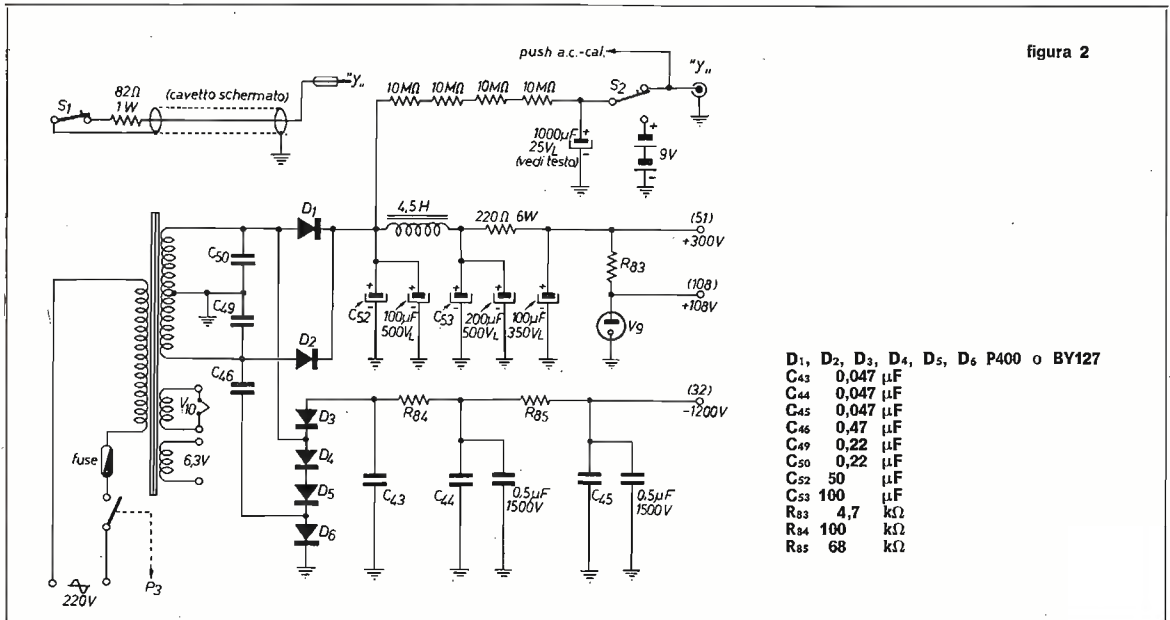 figura 2
push a.c.-cal.
"Y"
"Y"
S1
82Ω
1W
(cavetto schermato)
10MΩ 10MΩ 10MΩ 10MΩ
S2
1000µF
25VL
(vedi testo)
+
-
+
9V
-
D1
4,5H
220Ω 6W
(51)
+300V
C50
C49
R83
(108)
+108V
C52
+
-
100µF
500VL
+
C53
+
-
200µF
500VL
+
100µF
350VL
+
V9
D2
C46
V10
6,3V
fuse
P3
220V
D3
D4
D5
D6
R84
R85
(32)
-1200V
C43
C44
0,5µF
1500V
C45
0,5µF
1500V
D1, D2, D3, D4, D5, D6 P400 o BY127
C43 0,047 µF
C44 0,047 µF
C45 0,047 µF
C46 0,47 µF
C49 0,22 µF
C50 0,22 µF
C52 50 µF
C53 100 µF
R83 4,7 kΩ
R84 100 kΩ
R85 68 kΩ